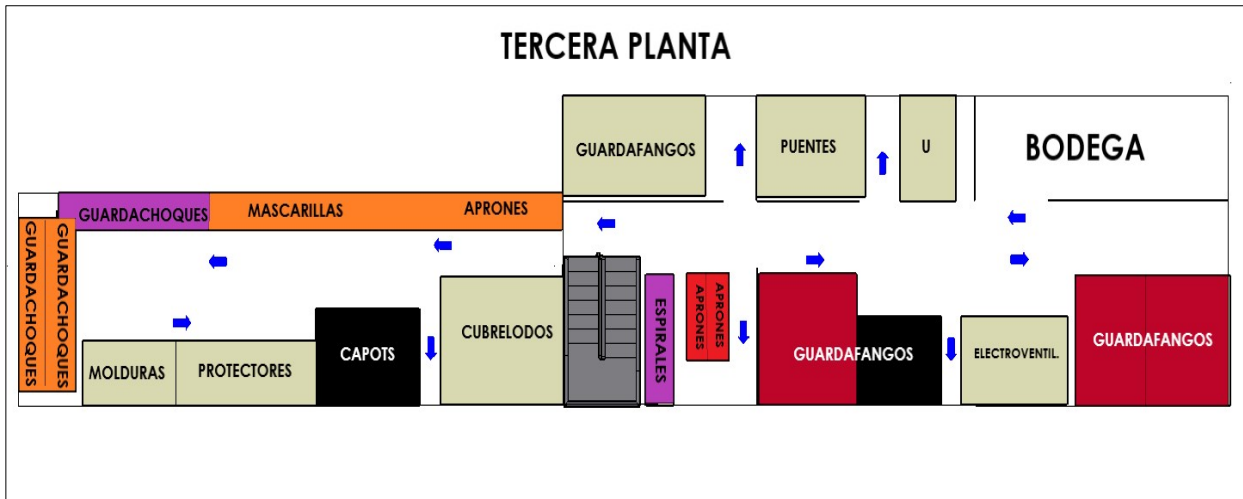 TERCERA PLANTA
GUARDAFANGOS
PUENTES
U
BODEGA
GUARDACHOQUES
MASCARILLAS
APRONES
GUARDACHOQUES
GUARDACHOQUES
MOLDURAS
PROTECTORES
CAPOTS
CUBRELODOS
ESPIRALES
APRONES
APRONES
GUARDAFANGOS
ELECTROVENTIL.
GUARDAFANGOS